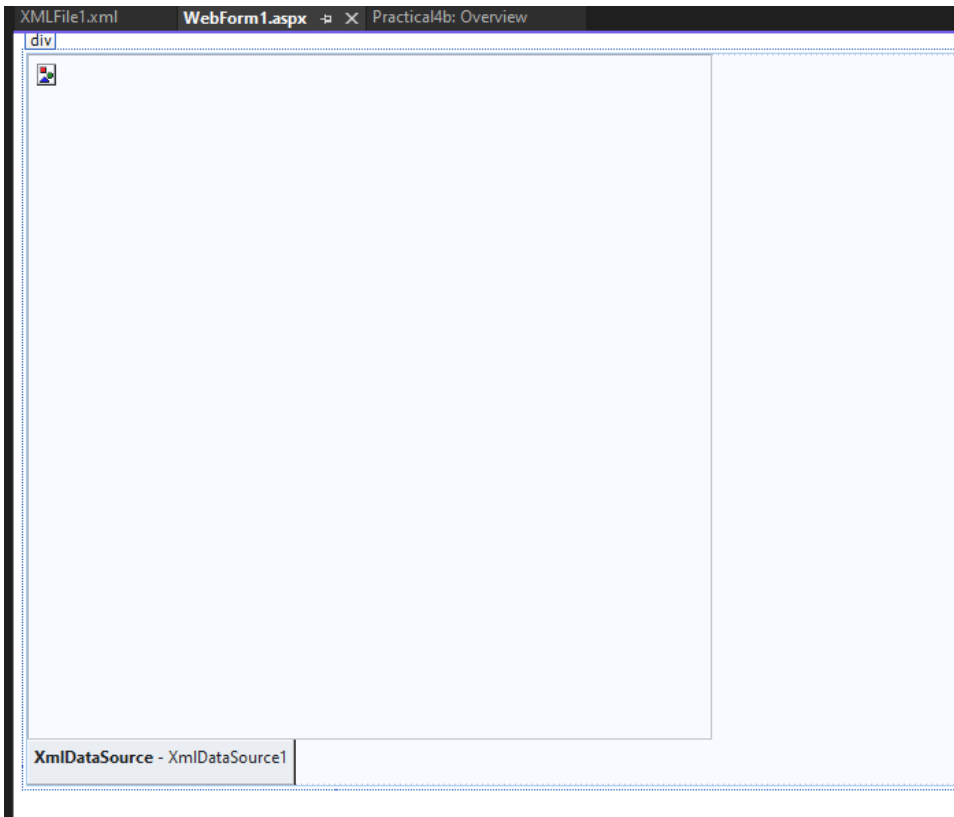 XMLFile1.xml WebForm1.aspx Practical4b: Overview
div
XmlDataSource - XmlDataSource1